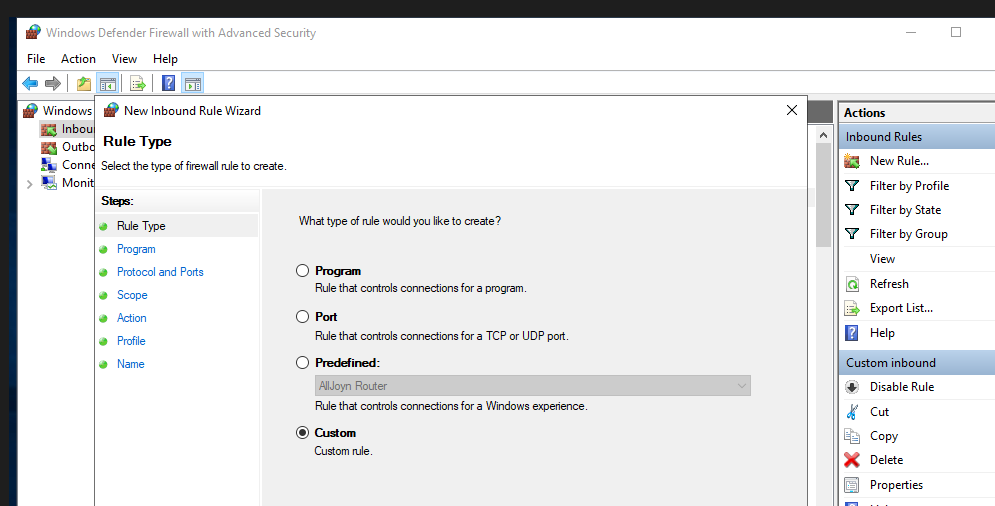 Windows Defender Firewall with Advanced Security
File Action View Help
Windows
Inbou
Outbo
Conne
Monit
New Inbound Rule Wizard
Rule Type
Select the type of firewall rule to create.
Steps:
Rule Type
Program
Protocol and Ports
Scope
Action
Profile
Name
What type of rule would you like to create?
Program
Rule that controls connections for a program.
Port
Rule that controls connections for a TCP or UDP port.
Predefined:
AllJoyn Router
Rule that controls connections for a Windows experience.
Custom
Custom rule.
Actions
Inbound Rules
New Rule...
Filter by Profile
Filter by State
Filter by Group
View
Refresh
Export List...
Help
Custom inbound
Disable Rule
Cut
Copy
Delete
Properties